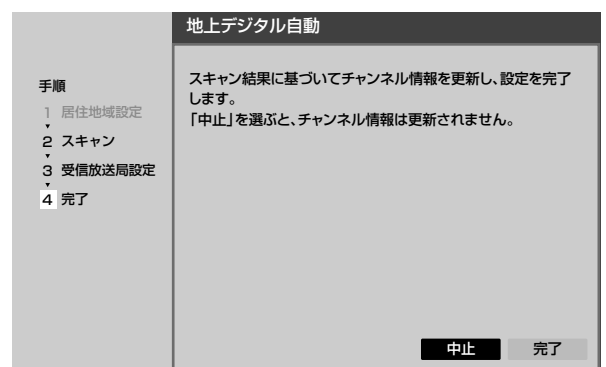 地上デジタル自動
手順
1 居住地域設定
2 スキャン
3 受信放送局設定
4 完了
スキャン結果に基づいてチャンネル情報を更新し、設定を完了
します。
「中止」を選ぶと、チャンネル情報は更新されません。
中止 完了